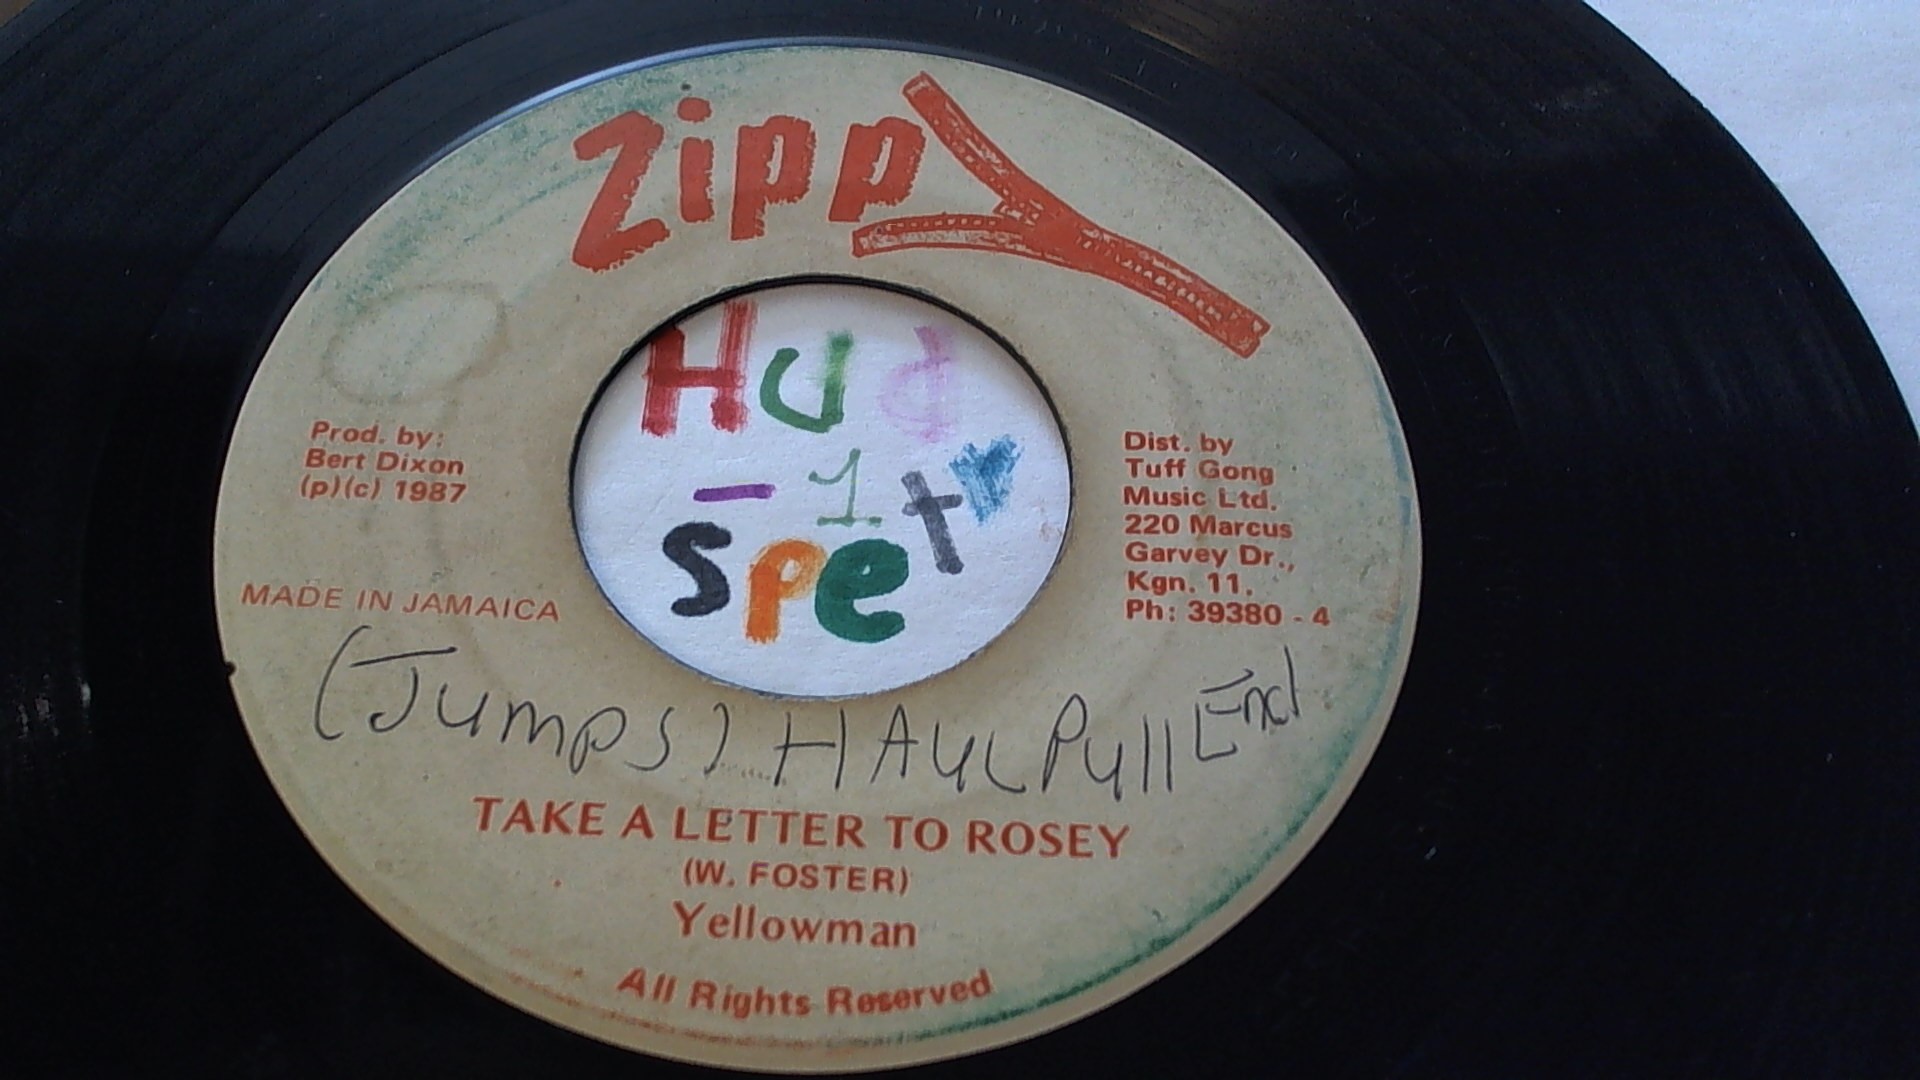 Zippy
Hud
- 1
spet
Prod. by:
Bert Dixon
(p)(c) 1987
MADE IN JAMAICA
Dist. by
Tuff Gong
Music Ltd.
220 Marcus
Garvey Dr.,
Kgn. 11.
Ph: 39380 - 4
(Jumps) HAUL Pull End
TAKE A LETTER TO ROSEY
(W. FOSTER)
Yellowman
All Rights Reserved